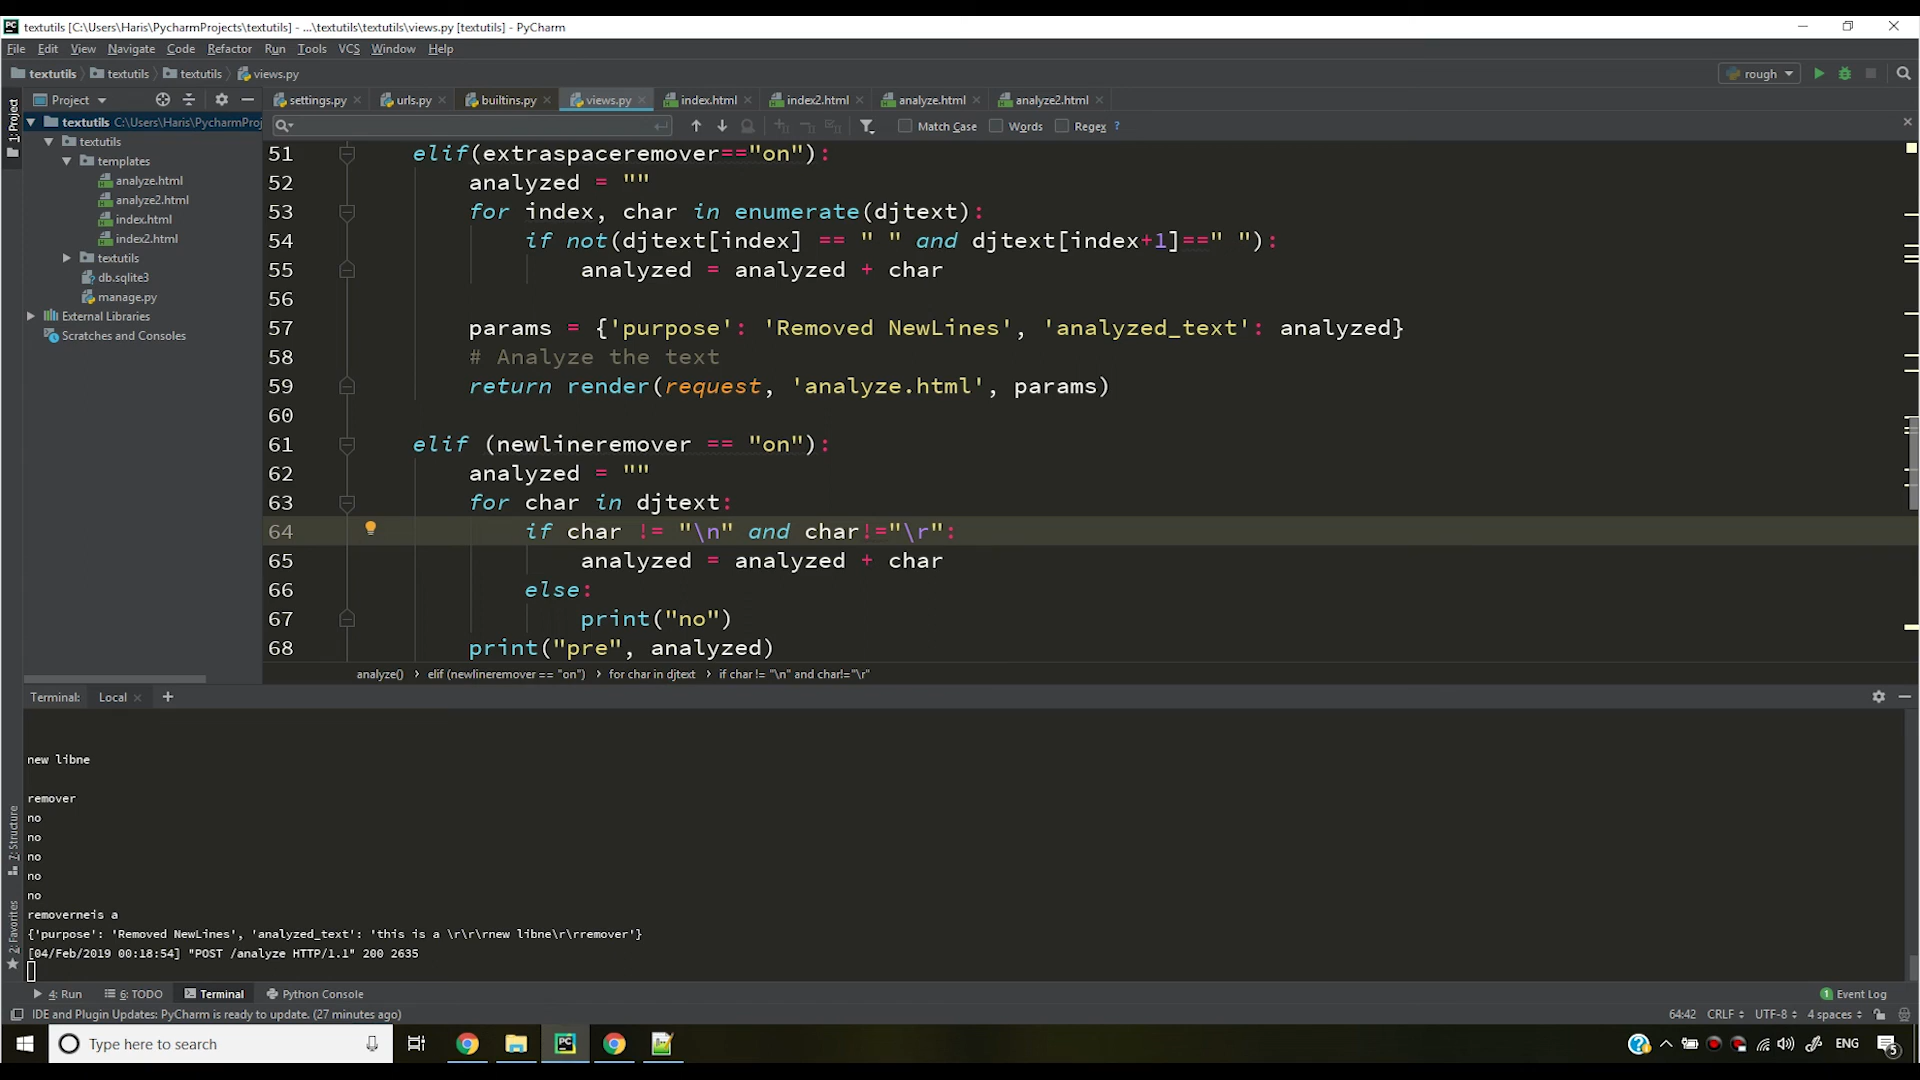 textutils [C:\Users\Haris\PycharmProjects\textutils] - ...\textutils\textutils\views.py [textutils] - PyCharm
File Edit View Navigate Code Refactor Run Tools VCS Window Help
textutils textutils textutils views.py rough
1: Project
Project settings.py urls.py builtins.py views.py index.html index2.html analyze.html analyze2.html
Match Case Words Regex ?
textutils C:\Users\Haris\PycharmProj
textutils
templates
analyze.html
analyze2.html
index.html
index2.html
textutils
db.sqlite3
manage.py
External Libraries
Scratches and Consoles
51 elif(extraspaceremover=="on"):
52 analyzed = ""
53 for index, char in enumerate(djtext):
54 if not(djtext[index] == " " and djtext[index+1]==" "):
55 analyzed = analyzed + char
56
57 params = {'purpose': 'Removed NewLines', 'analyzed_text': analyzed}
58 # Analyze the text
59 return render(request, 'analyze.html', params)
60
61 elif (newlineremover == "on"):
62 analyzed = ""
63 for char in djtext:
64 if char != "\n" and char!="\r":
65 analyzed = analyzed + char
66 else:
67 print("no")
68 print("pre", analyzed)
analyze() elif (newlineremover == "on") for char in djtext if char != "\n" and char!="\r"
Terminal: Local +
new libne
remover
no
no
no
no
no
removerneis a
{'purpose': 'Removed NewLines', 'analyzed_text': 'this is a \r\r\rnew libne\r\rremover'}
[04/Feb/2019 00:18:54] "POST /analyze HTTP/1.1" 200 2635
7: Structure
2: Favorites
4: Run 6: TODO Terminal Python Console 1 Event Log
IDE and Plugin Updates: PyCharm is ready to update. (27 minutes ago) 64:42 CRLF UTF-8 4 spaces
Type here to search ENG 5